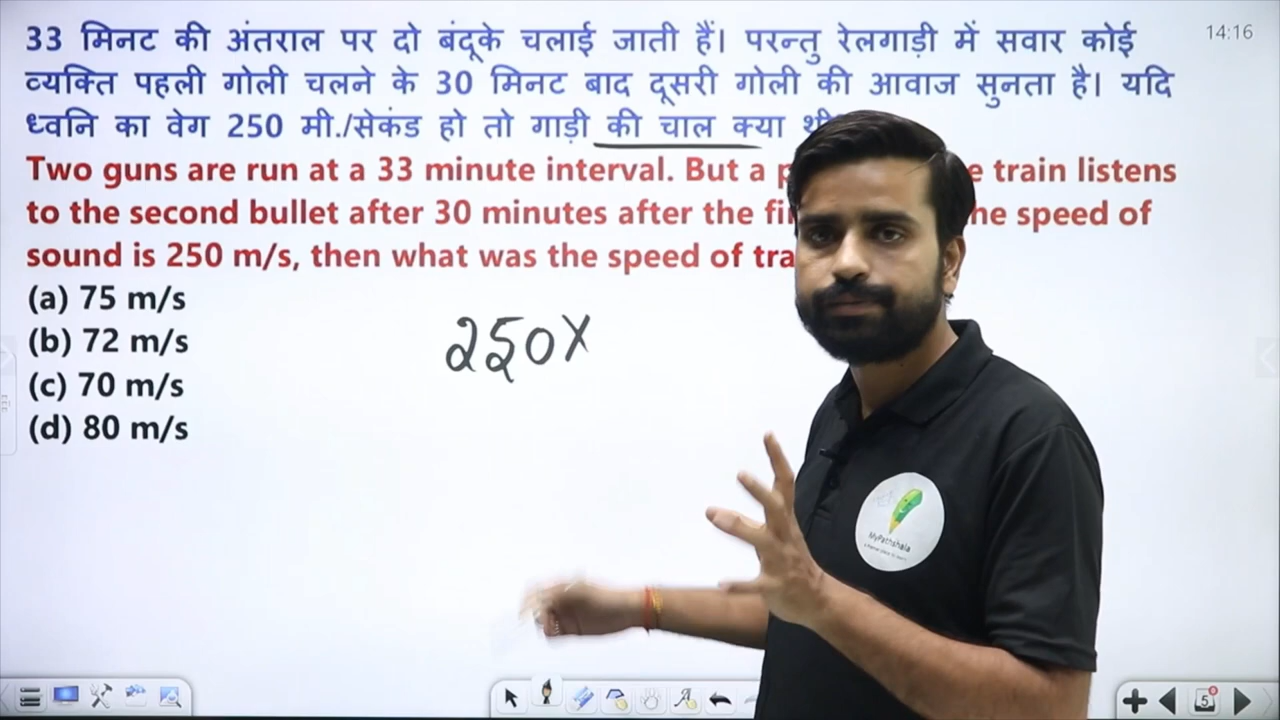 33 मिनट की अंतराल पर दो बंदूके चलाई जाती हैं। परन्तु रेलगाड़ी में सवार कोई
14:16
व्यक्ति पहली गोली चलने के 30 मिनट बाद दूसरी गोली की आवाज सुनता है। यदि
ध्वनि का वेग 250 मी./सेकंड हो तो गाड़ी की चाल क्या
Two guns are run at a 33 minute interval. But a train listens
to the second bullet after 30 minutes after the speed of
sound is 250 m/s, then what was the speed of
(a) 75 m/s
(b) 72 m/s
(c) 70 m/s
(d) 80 m/s
250X
MyPathshala
5